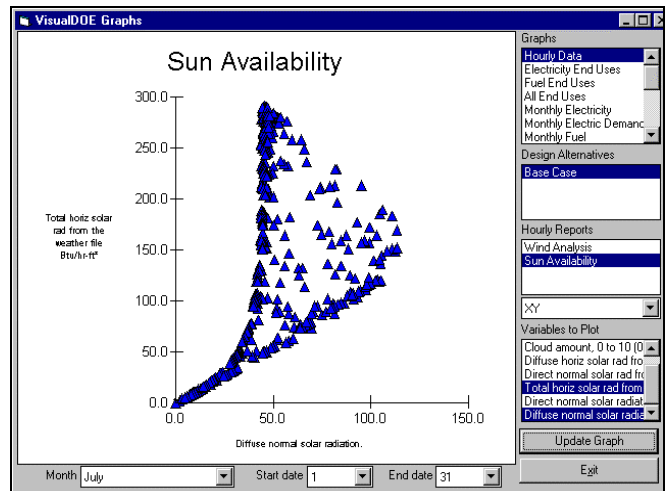 VisualDOE Graphs
Sun Availability
300.0
250.0
200.0
150.0
100.0
50.0
0.0
0.0 50.0 100.0 150.0
Total horiz solar
rad from the
weather file
Btu/hr-ft²
Diffuse normal solar radiation.
Graphs
Hourly Data
Electricity End Uses
Fuel End Uses
All End Uses
Monthly Electricity
Monthly Electric Demand
Monthly Fuel
Design Alternatives
Base Case
Hourly Reports
Wind Analysis
Sun Availability
XY
Variables to Plot
Cloud amount, 0 to 10 (0
Diffuse horiz solar rad fro
Direct normal solar rad fro
Total horiz solar rad from
Direct normal solar radiat
Diffuse normal solar radia
Update Graph
Exit
Month July Start date 1 End date 31